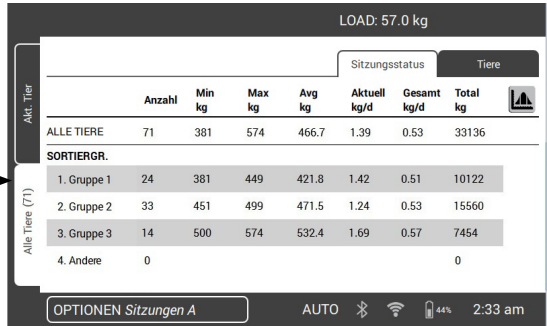 LOAD: 57.0 kg
Sitzungsstatus Tiere
Akt. Tier
Alle Tiere (71)
Anzahl Min kg Max kg Avg kg Aktuell kg/d Gesamt kg/d Total kg
ALLE TIERE 71 381 574 466.7 1.39 0.53 33136
SORTIERGR.
1. Gruppe 1 24 381 449 421.8 1.42 0.51 10122
2. Gruppe 2 33 451 499 471.5 1.24 0.53 15560
3. Gruppe 3 14 500 574 532.4 1.69 0.57 7454
4. Andere 0 0
OPTIONEN Sitzungen A AUTO 44% 2:33 am